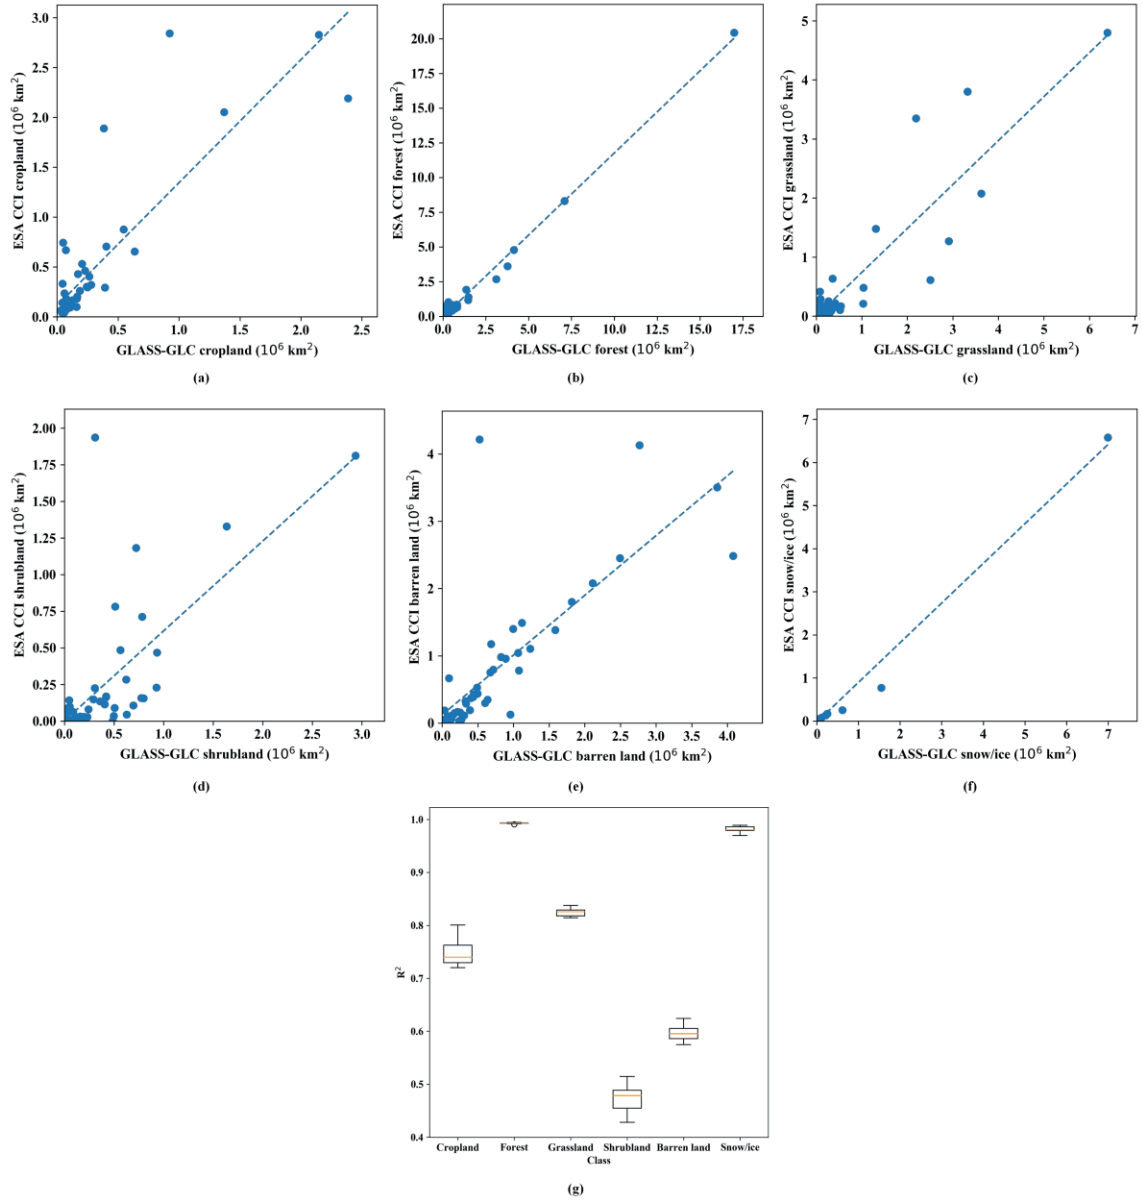 3.0
2.5
2.0
1.5
1.0
0.5
0.0
0.0 0.5 1.0 1.5 2.0 2.5
ESA CCI cropland (10⁶ km²)
GLASS-GLC cropland (10⁶ km²)
(a)
20.0
17.5
15.0
12.5
10.0
7.5
5.0
2.5
0.0
0.0 2.5 5.0 7.5 10.0 12.5 15.0 17.5
ESA CCI forest (10⁶ km²)
GLASS-GLC forest (10⁶ km²)
(b)
5
4
3
2
1
0
0 1 2 3 4 5 6 7
ESA CCI grassland (10⁶ km²)
GLASS-GLC grassland (10⁶ km²)
(c)
2.00
1.75
1.50
1.25
1.00
0.75
0.50
0.25
0.00
0.0 0.5 1.0 1.5 2.0 2.5 3.0
ESA CCI shrubland (10⁶ km²)
GLASS-GLC shrubland (10⁶ km²)
(d)
4
3
2
1
0
0.0 0.5 1.0 1.5 2.0 2.5 3.0 3.5 4.0
ESA CCI barren land (10⁶ km²)
GLASS-GLC barren land (10⁶ km²)
(e)
7
6
5
4
3
2
1
0
0 1 2 3 4 5 6 7
ESA CCI snow/ice (10⁶ km²)
GLASS-GLC snow/ice (10⁶ km²)
(f)
1.0
0.9
0.8
0.7
0.6
0.5
0.4
R²
Cropland Forest Grassland Shrubland Barren land Snow/ice
Class
(g)